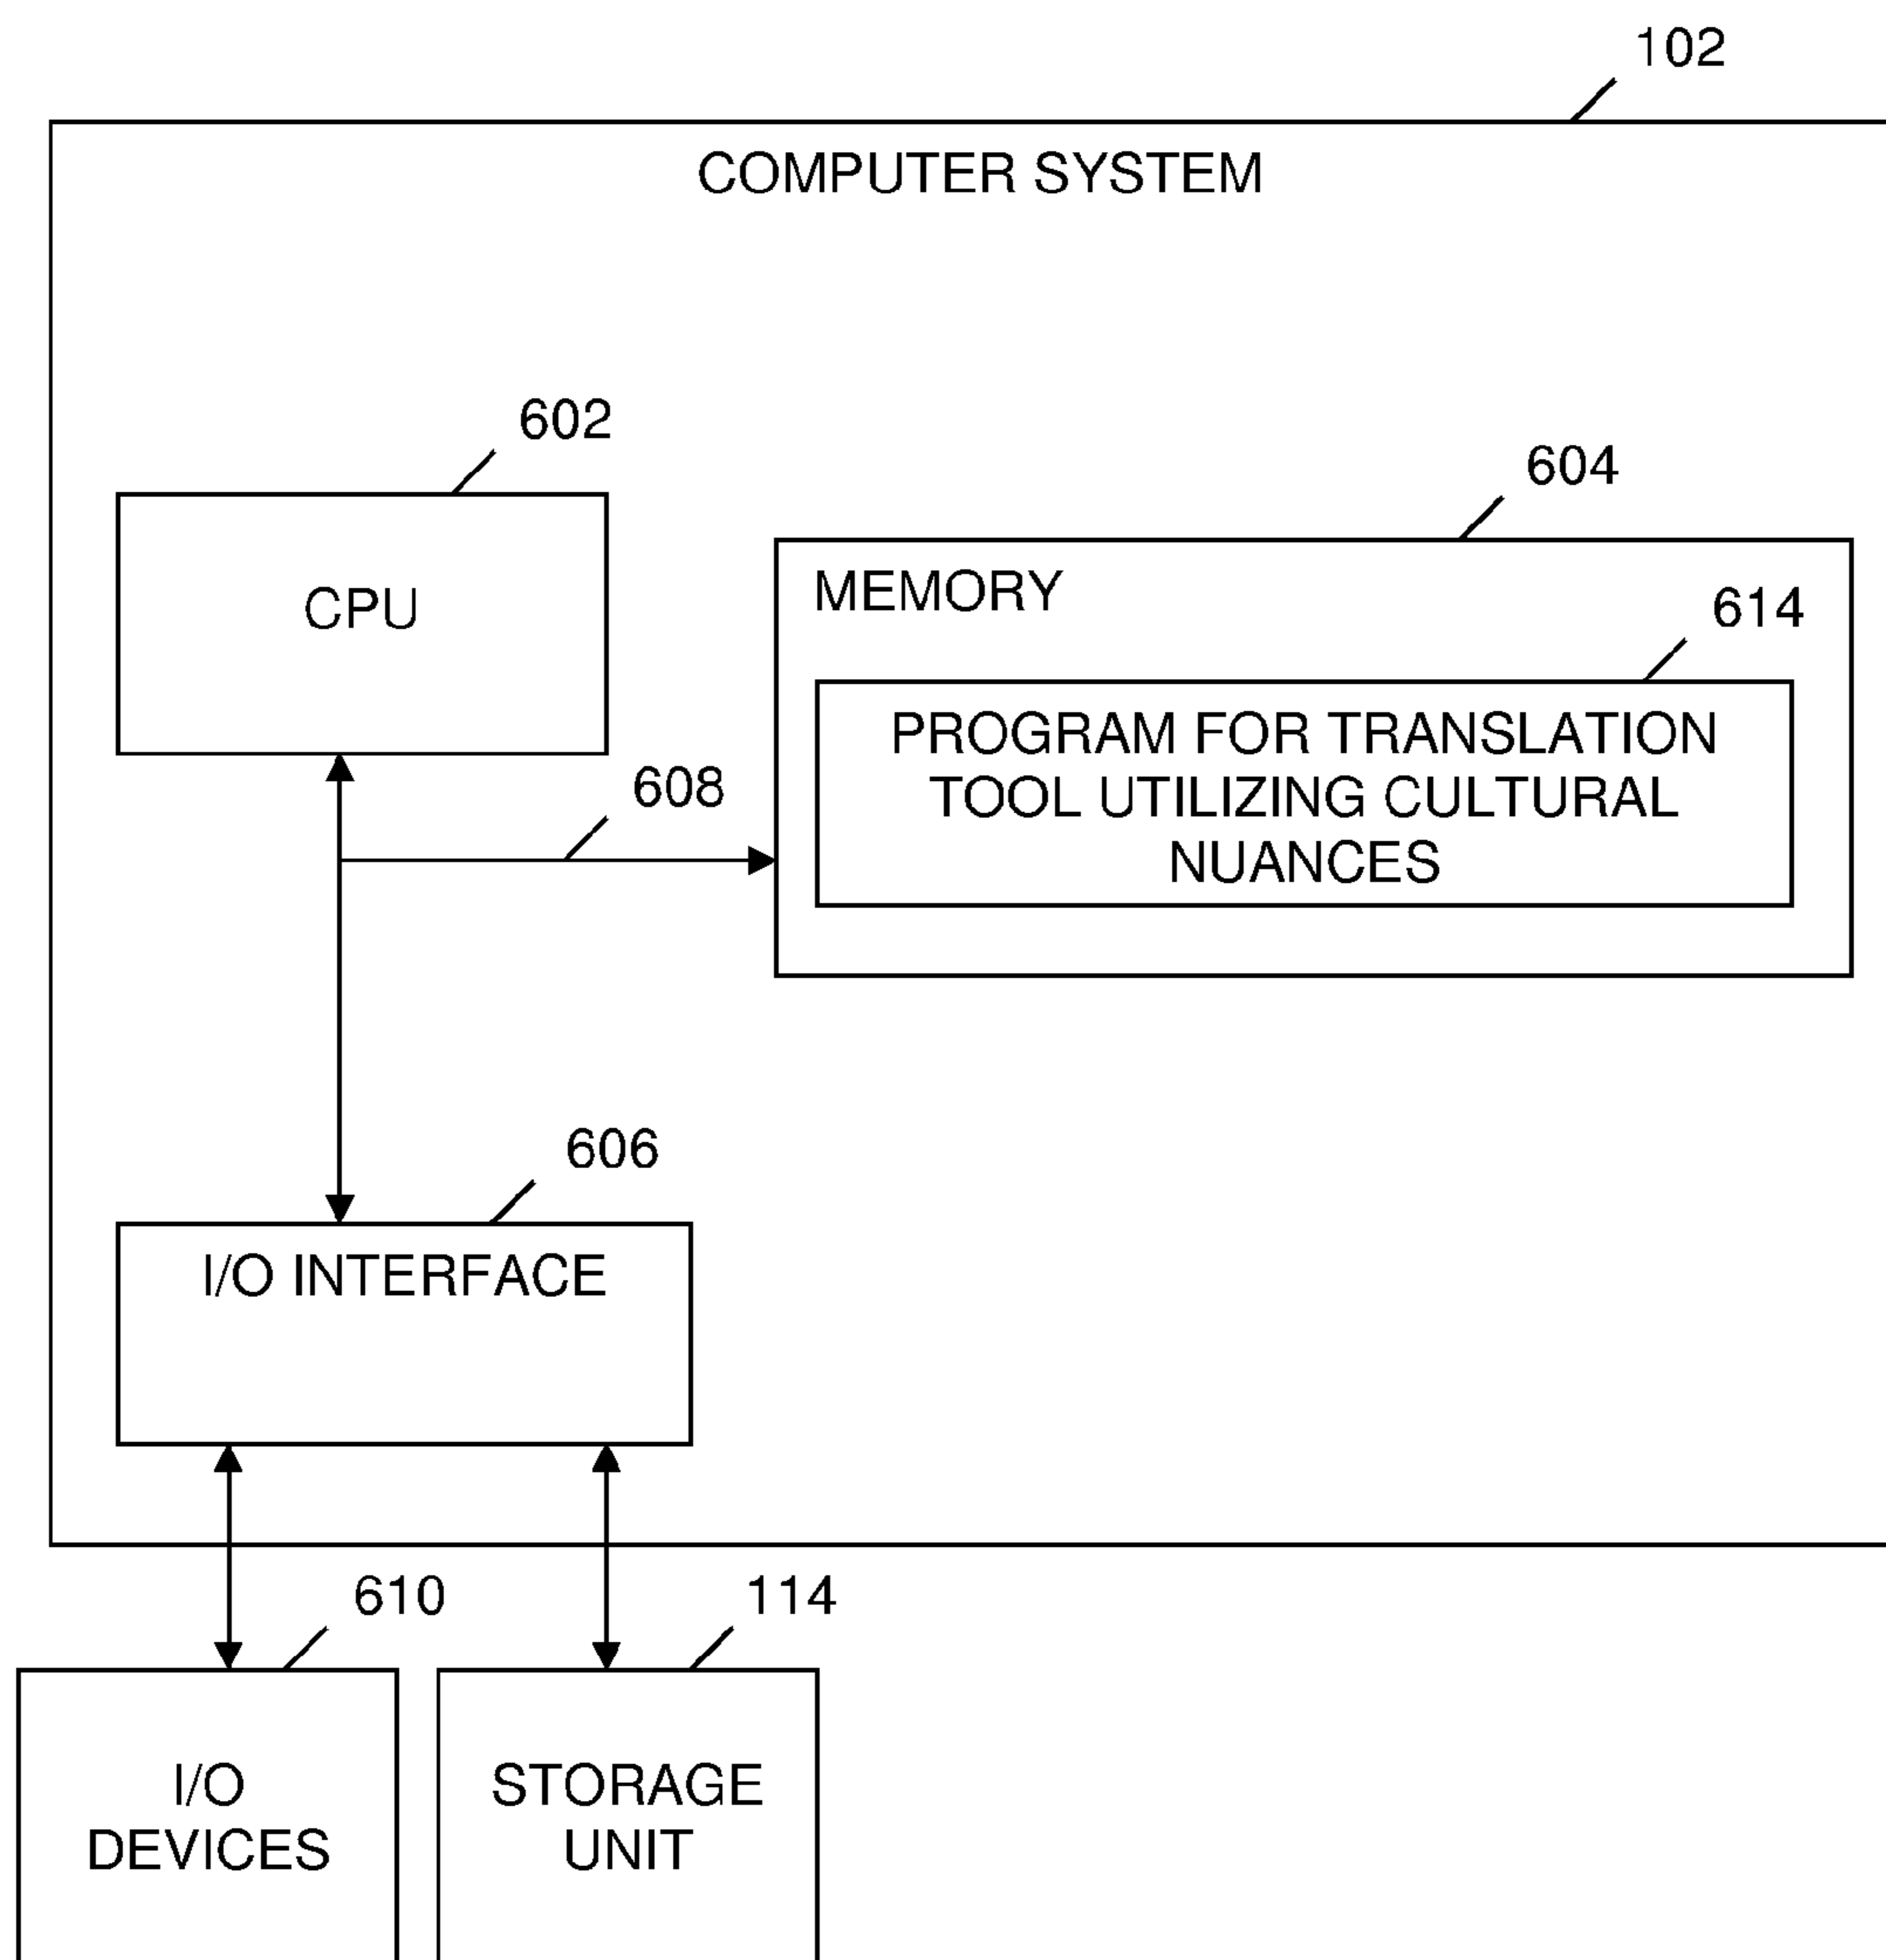 102
COMPUTER SYSTEM
602
CPU
604
MEMORY
614
PROGRAM FOR TRANSLATION
TOOL UTILIZING CULTURAL
NUANCES
608
606
I/O INTERFACE
610
I/O
DEVICES
114
STORAGE
UNIT